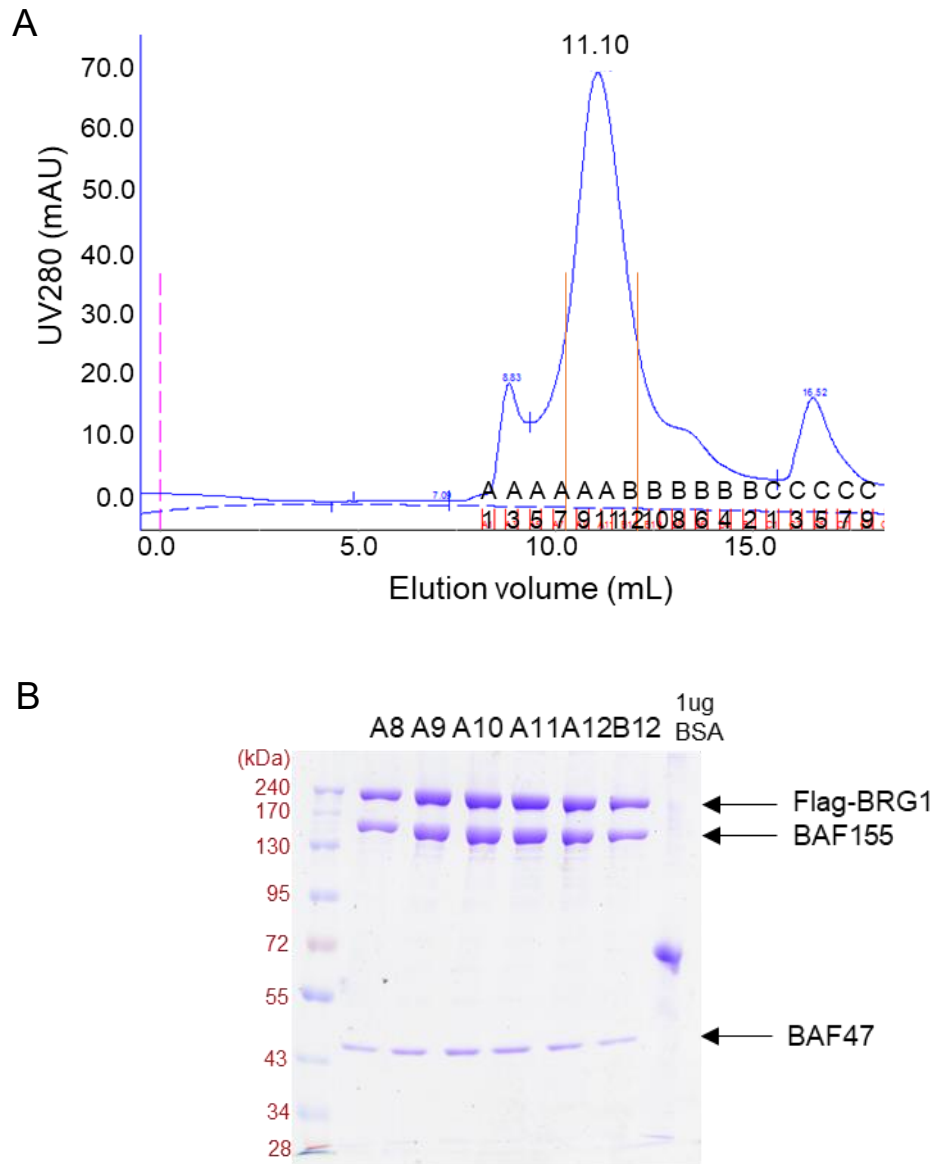 A
11.10
70.0
60.0
50.0
40.0
30.0
20.0
10.0
0.0
UV280 (mAU)
8.83
7.09
16.52
A A A A A A B B B B B B C C C C C
1 3 5 7 9 11 12 10 8 6 4 2 1 3 5 7 9
0.0 5.0 10.0 15.0
Elution volume (mL)
B
1ug
A8 A9 A10 A11 A12 B12 BSA
(kDa)
240
170
130
95
72
55
43
34
28
Flag-BRG1
BAF155
BAF47